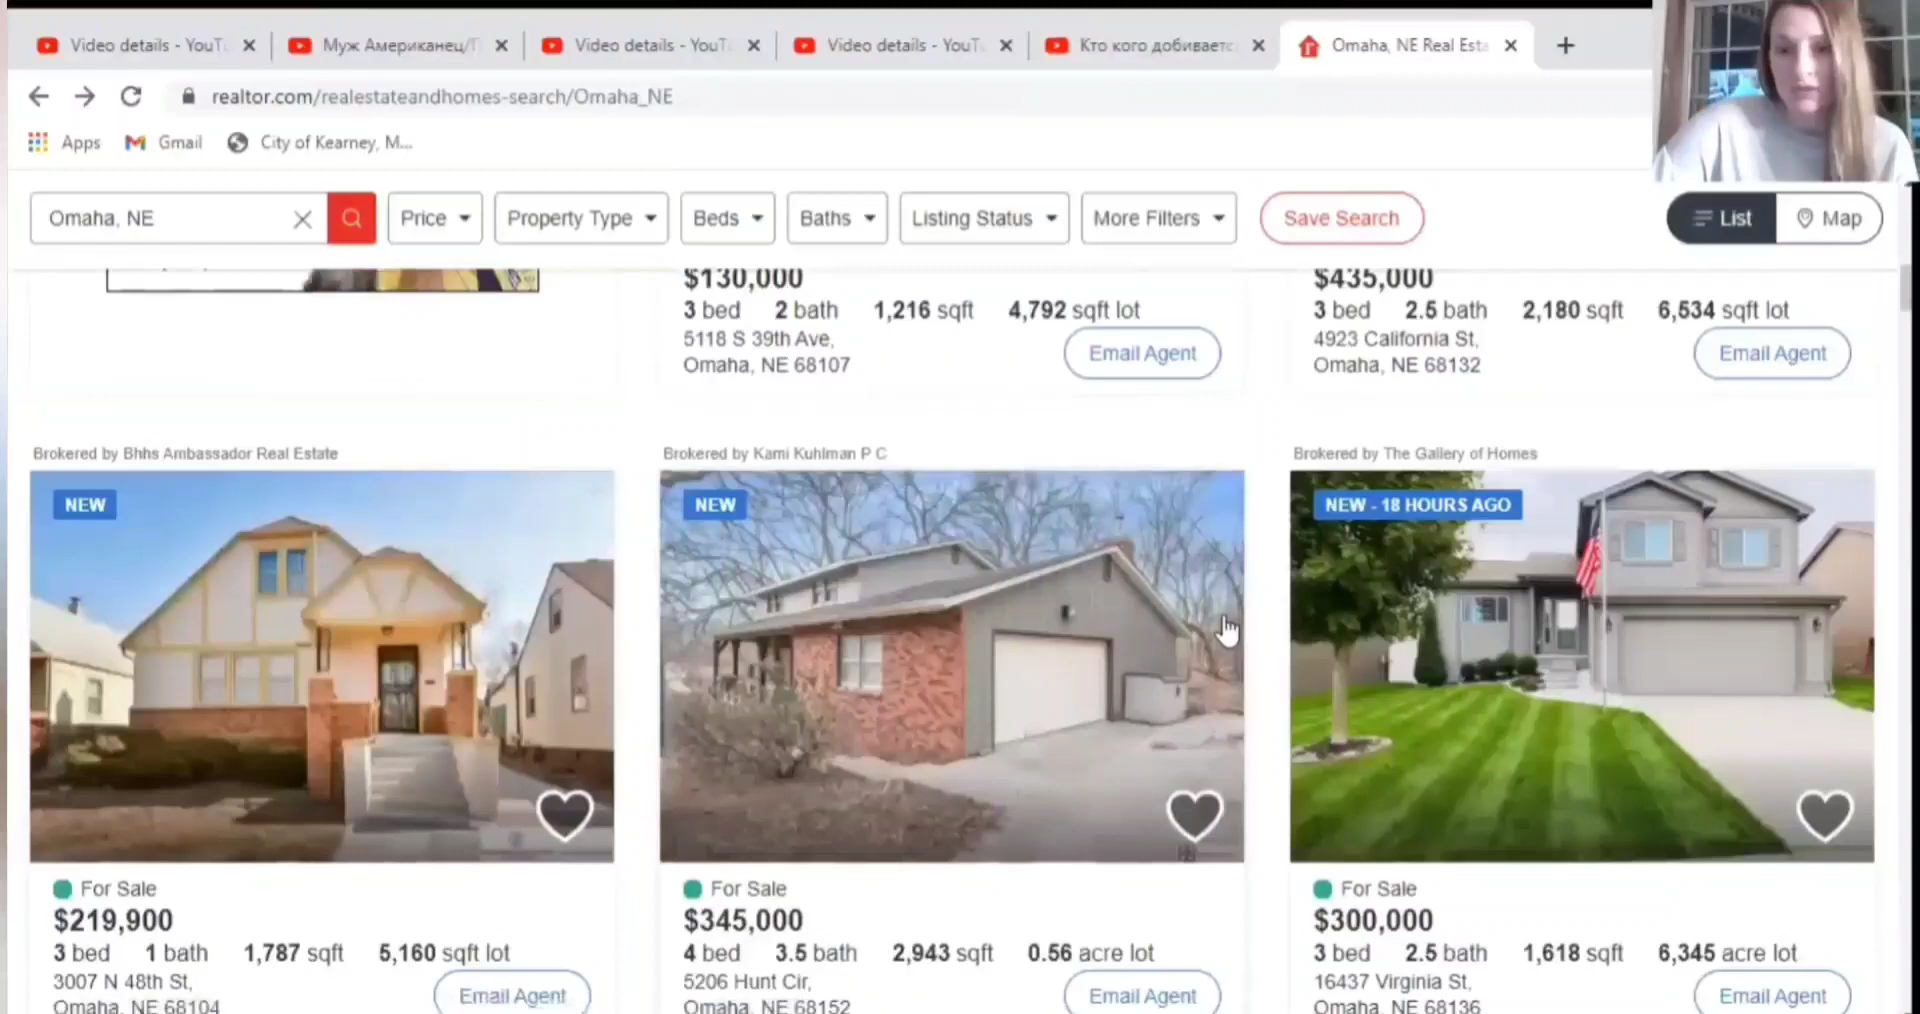 Video details - YouT
Муж Американец/П
Video details - YouT
Video details - YouT
Кто кого добиваетс
Omaha, NE Real Esta
realtor.com/realestateandhomes-search/Omaha_NE
Apps
Gmail
City of Kearney, M...
Omaha, NE
Price
Property Type
Beds
Baths
Listing Status
More Filters
Save Search
List
Map
$130,000
3 bed 2 bath 1,216 sqft 4,792 sqft lot
5118 S 39th Ave,
Omaha, NE 68107
Email Agent
$435,000
3 bed 2.5 bath 2,180 sqft 6,534 sqft lot
4923 California St,
Omaha, NE 68132
Email Agent
Brokered by Bhhs Ambassador Real Estate
NEW
For Sale
$219,900
3 bed 1 bath 1,787 sqft 5,160 sqft lot
3007 N 48th St,
Omaha, NE 68104
Email Agent
Brokered by Kami Kuhlman P C
NEW
For Sale
$345,000
4 bed 3.5 bath 2,943 sqft 0.56 acre lot
5206 Hunt Cir,
Omaha, NE 68152
Email Agent
Brokered by The Gallery of Homes
NEW - 18 HOURS AGO
For Sale
$300,000
3 bed 2.5 bath 1,618 sqft 6,345 acre lot
16437 Virginia St,
Omaha, NE 68136
Email Agent